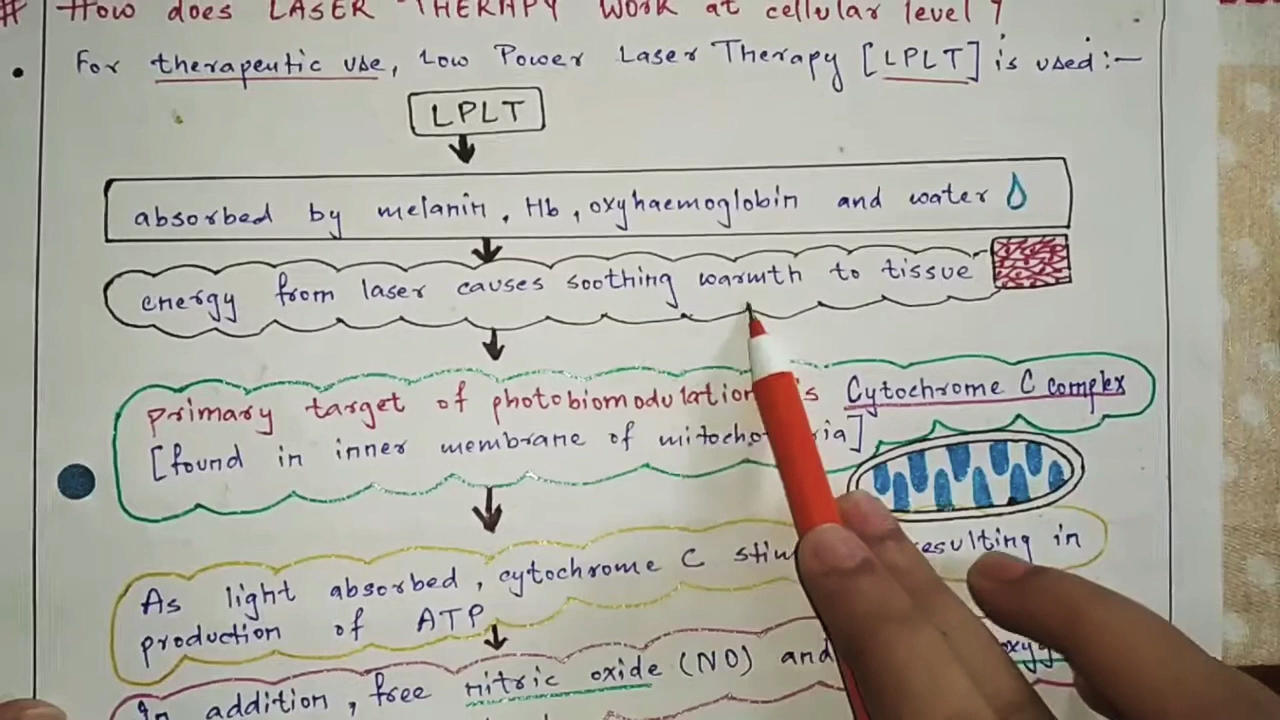 # How does LASER THERAPY work at cellular level ?
• For therapeutic use, Low Power Laser Therapy [LPLT] is used :-
LPLT
absorbed by melanin, Hb, oxyhaemoglobin and water
energy from laser causes soothing warmth to tissue
primary target of photobiomodulation is Cytochrome C complex
[found in inner membrane of mitochondria]
As light absorbed, cytochrome C resulting in
production of ATP
In addition, free nitric oxide (NO) and